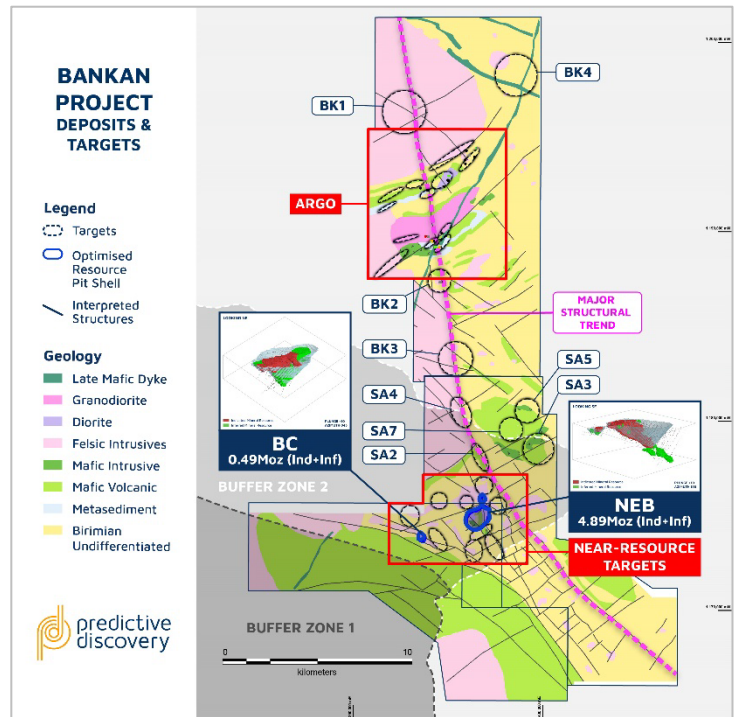 BANKAN
PROJECT
DEPOSITS &
TARGETS
Legend
Targets
Optimised
Resource
Pit Shell
Interpreted
Structures
Geology
Late Mafic Dyke
Granodiorite
Diorite
Felsic Intrusives
Mafic Intrusive
Mafic Volcanic
Metasediment
Birimian
Undifferentiated
predictive
discovery
BK4
BK1
ARGO
BK2
MAJOR
STRUCTURAL
TREND
BK3
SA5
SA3
SA4
SA7
SA2
BC
0.49Moz (Ind+Inf)
NEB
4.89Moz (Ind+Inf)
BUFFER ZONE 2
NEAR-RESOURCE
TARGETS
BUFFER ZONE 1
0 10
kilometers